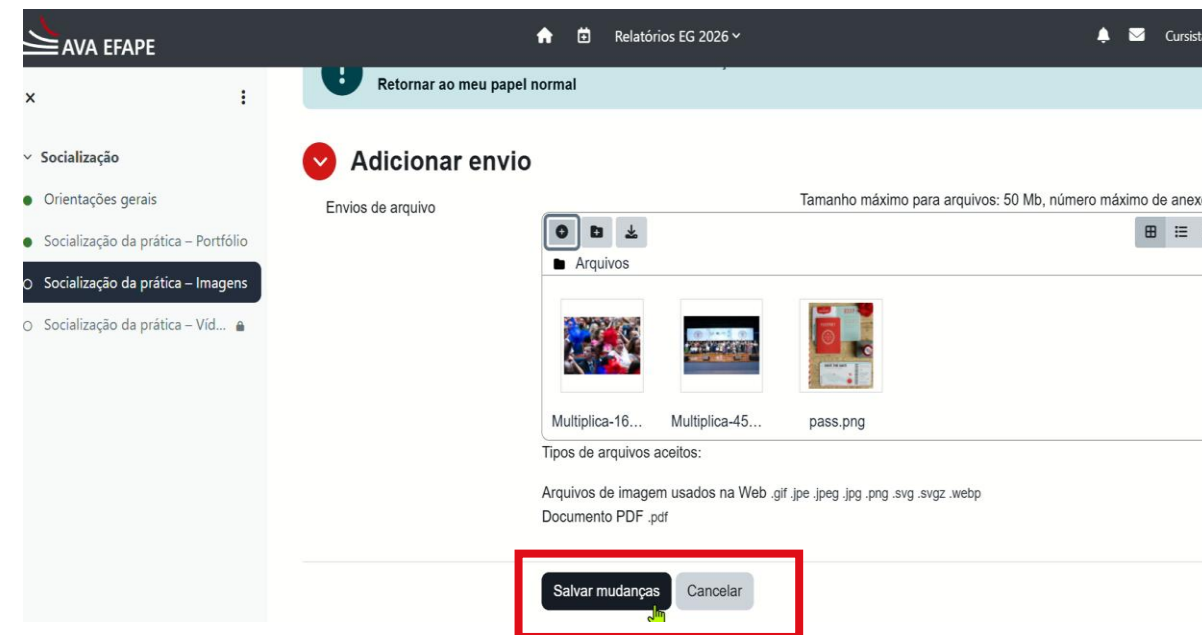 AVA EFAPE
Relatórios EG 2026
Cursist
Retornar ao meu papel normal
Socialização
Orientações gerais
Socialização da prática – Portfólio
Socialização da prática – Imagens
Socialização da prática – Víd...
Adicionar envio
Envios de arquivo
Tamanho máximo para arquivos: 50 Mb, número máximo de anexo
Arquivos
Multiplica-16...
Multiplica-45...
pass.png
Tipos de arquivos aceitos:
Arquivos de imagem usados na Web .gif .jpe .jpeg .jpg .png .svg .svgz .webp
Documento PDF .pdf
Salvar mudanças
Cancelar